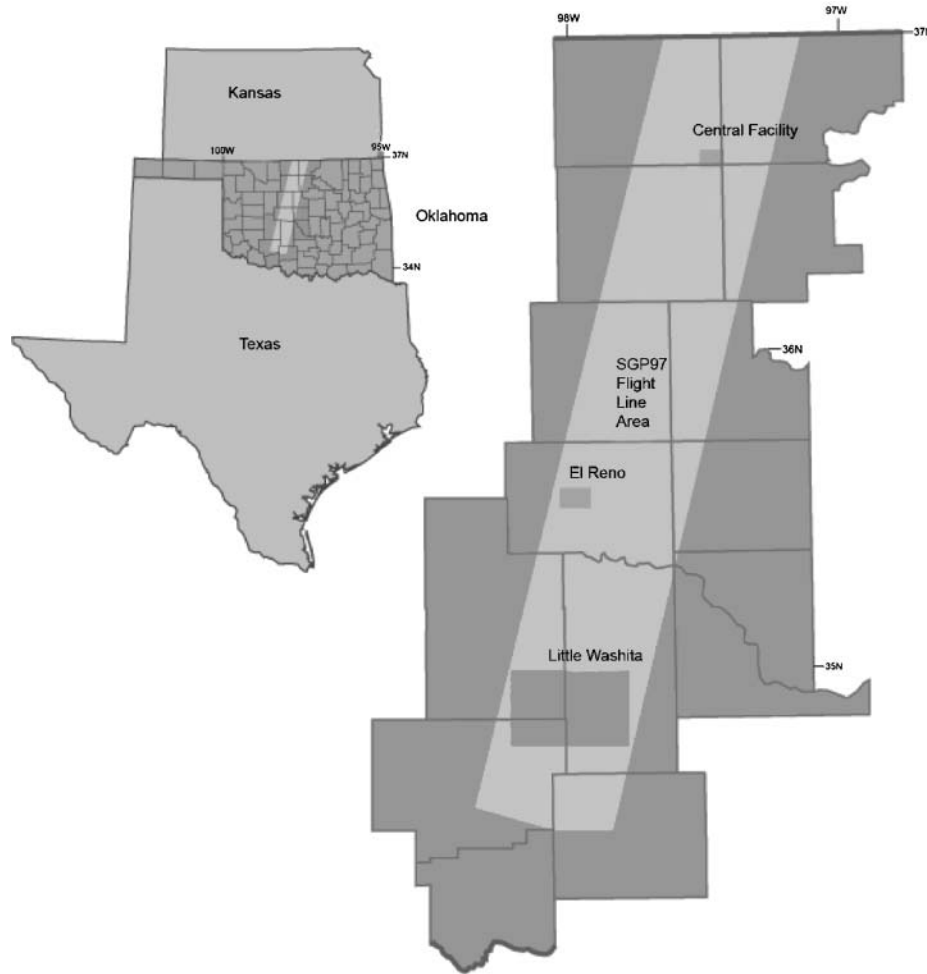 Kansas
100W
95W
37N
Oklahoma
34N
Texas
98W
97W
37N
Central Facility
36N
SGP97
Flight
Line
Area
El Reno
Little Washita
35N